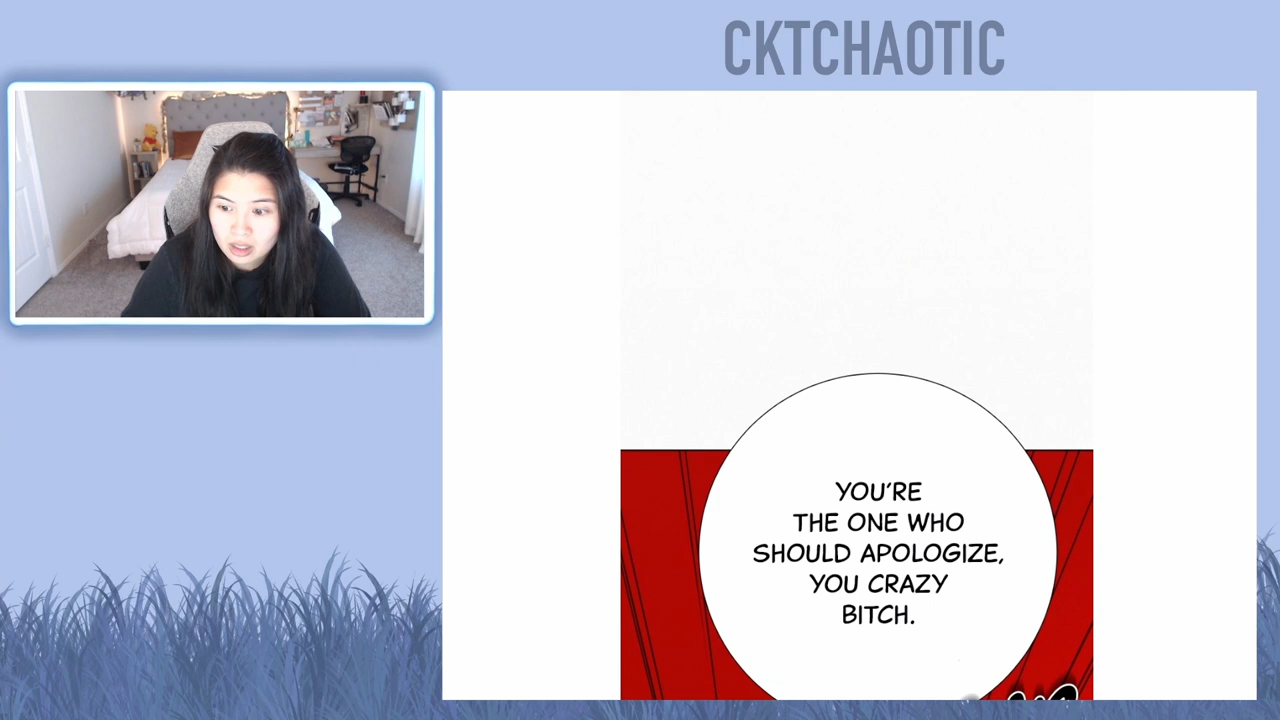 CKTCHAOTIC
YOU'RE
THE ONE WHO
SHOULD APOLOGIZE,
YOU CRAZY
BITCH.